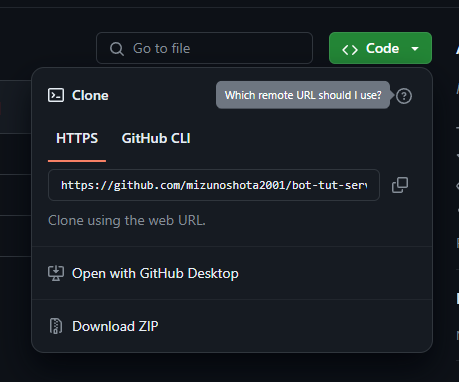 Go to file
Code
Clone
Which remote URL should I use?
HTTPS
GitHub CLI
https://github.com/mizunoshota2001/bot-tut-serv
Clone using the web URL.
Open with GitHub Desktop
Download ZIP